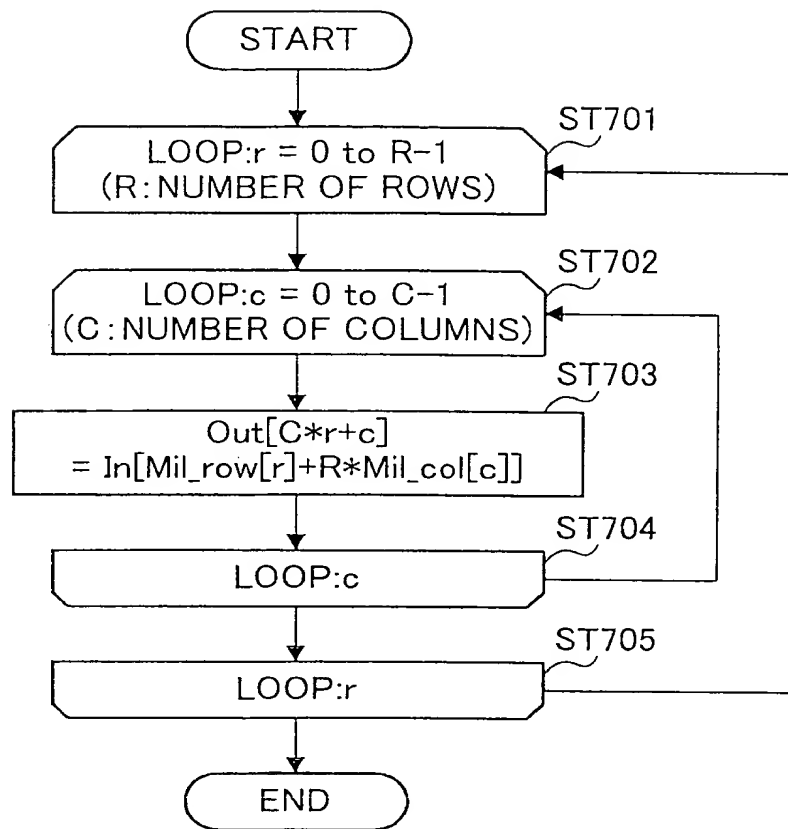 START
ST701
LOOP:r = 0 to R-1
(R:NUMBER OF ROWS)
ST702
LOOP:c = 0 to C-1
(C:NUMBER OF COLUMNS)
ST703
Out[C*r+c]
= In[Mil_row[r]+R*Mil_col[c]]
ST704
LOOP:c
ST705
LOOP:r
END